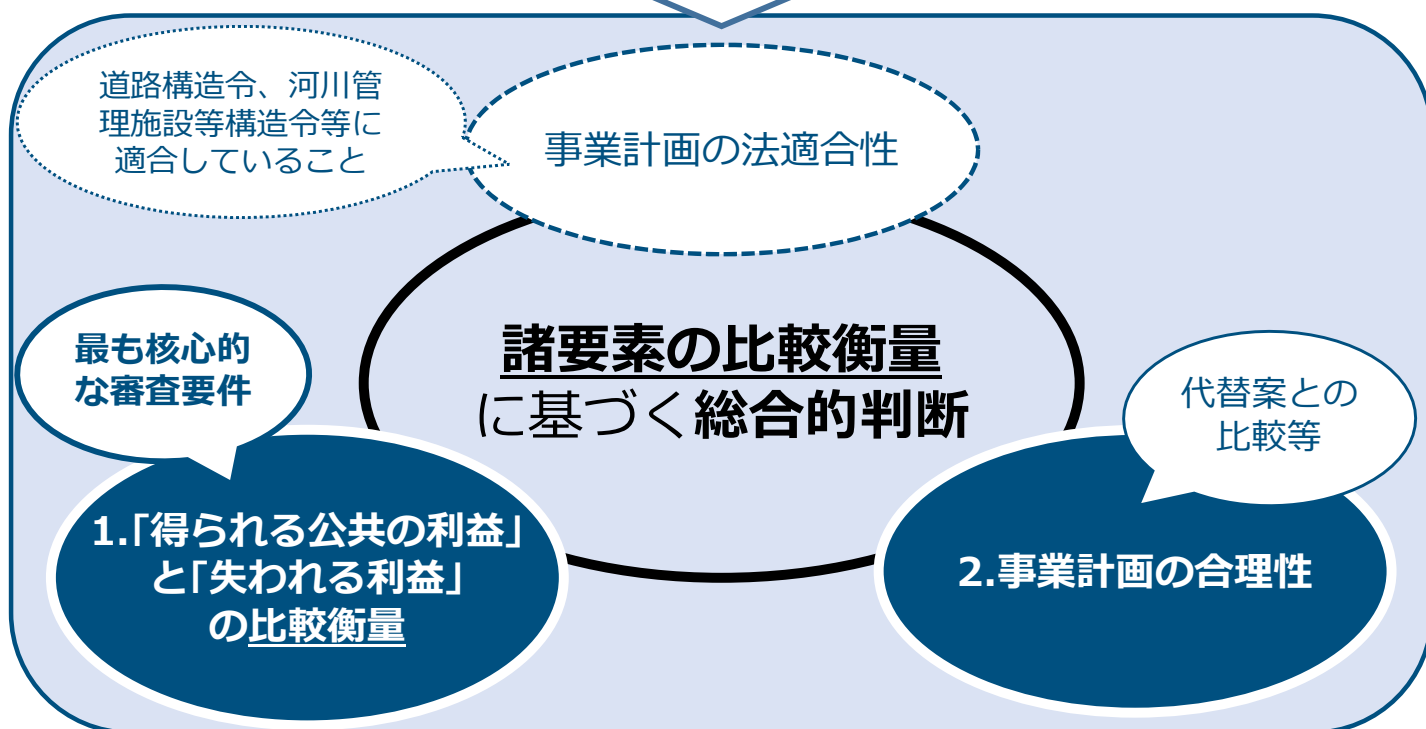 道路構造令、河川管
理施設等構造令等に
適合していること
事業計画の法適合性
諸要素の比較衡量
に基づく総合的判断
最も核心的
な審査要件
代替案との
比較等
1.「得られる公共の利益」
と「失われる利益」
の比較衡量
2.事業計画の合理性